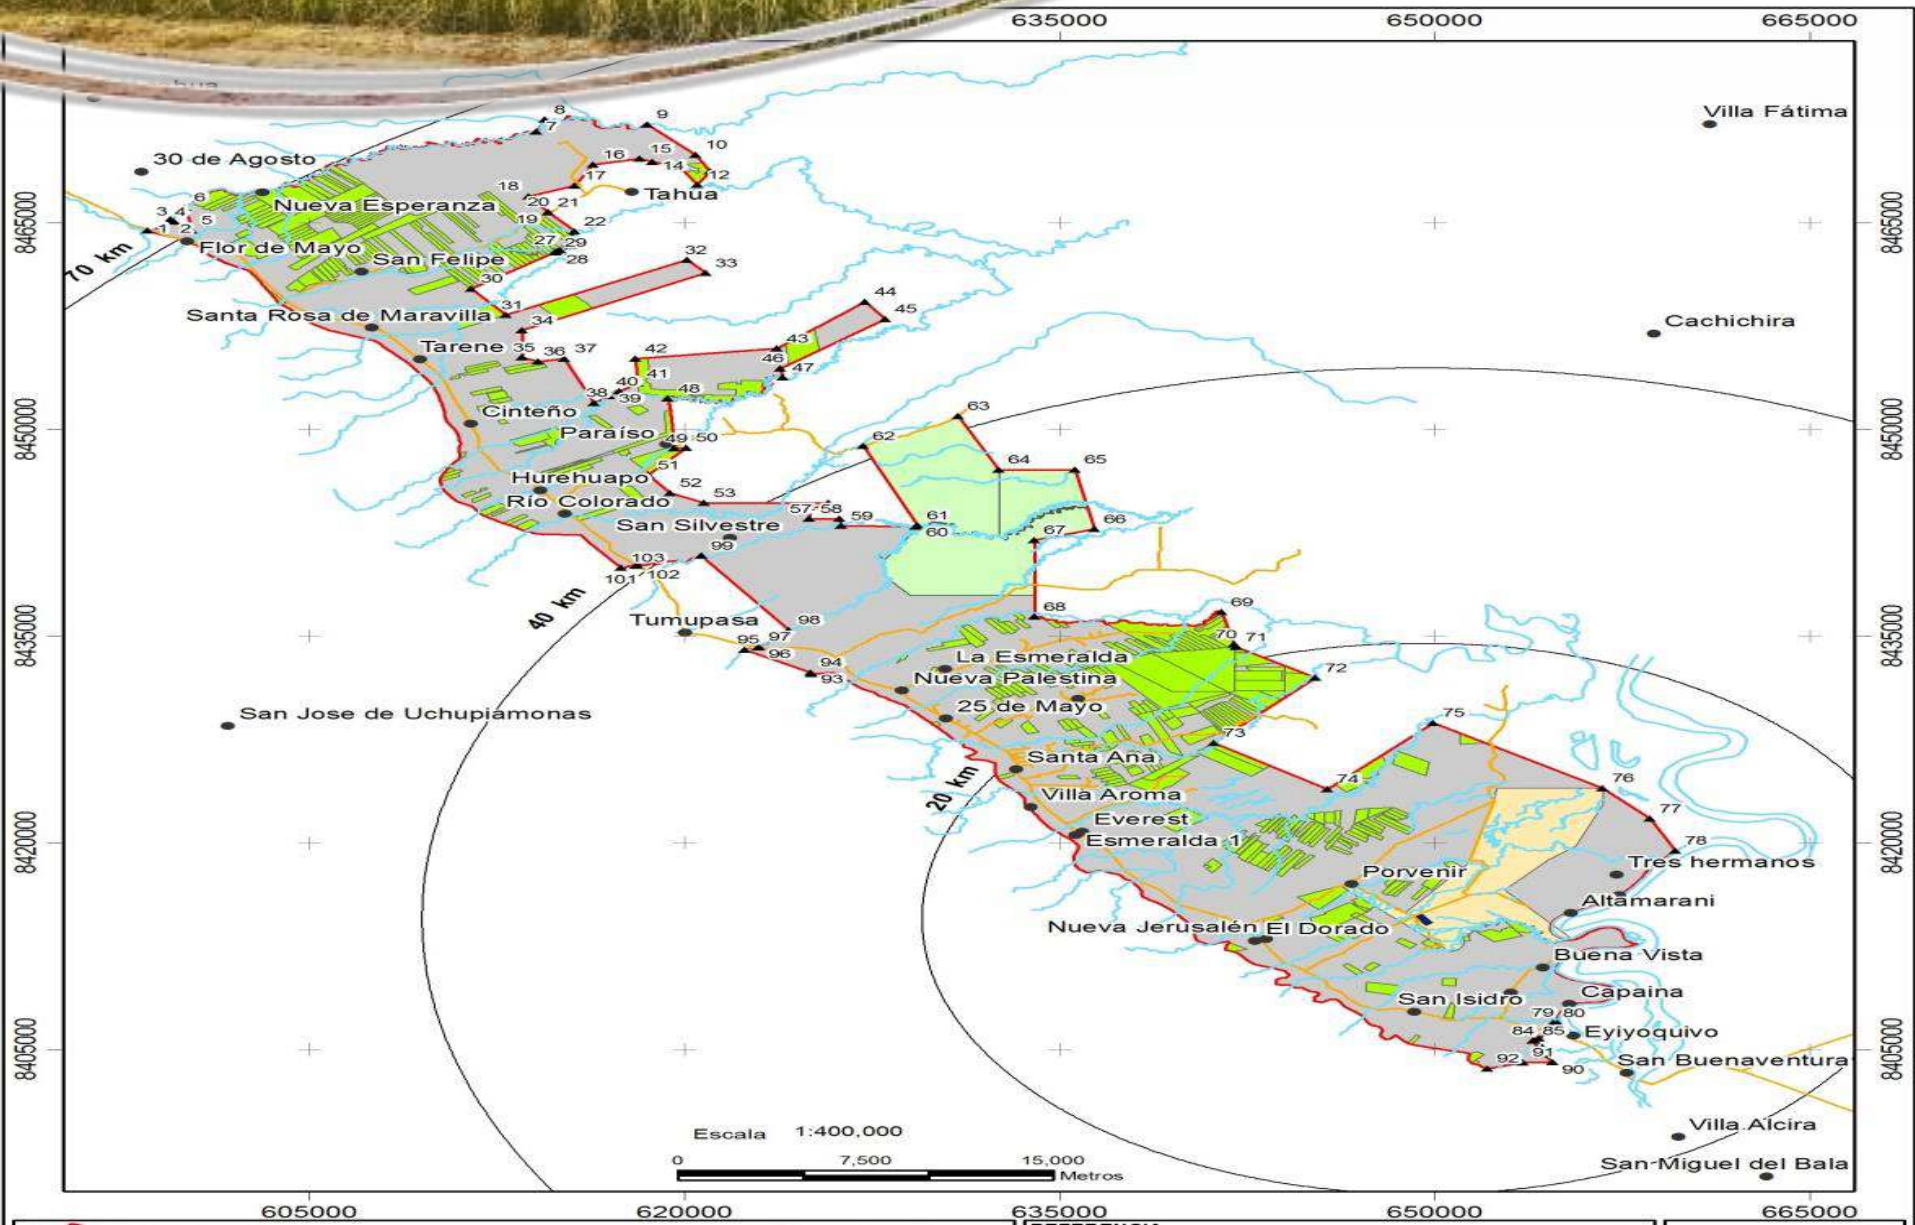 635000 650000 665000
Villa Fátima
30 de Agosto
8 9
7
10
15
16 14
17 12
18 Tahua
6
Nueva Esperanza 20 21
3 4 5 19 22
1 2
Flor de Mayo 27 29
28
70 km
San Felipe 32
33
30
31
Santa Rosa de Maravilla 44
45
34
Cachichira
Tarene 35 36 37 42 43
46 47
41
40
38 39 48
Cinteño
63
Paraíso 49 50
62
51
64 65
Hurehuapo
52
Río Colorado 53
57 58 59 61
San Silvestre 60 67 66
99
103
101 102
40 km
68 69
Tumupasa 98
95 97
96
70 71
94
93
La Esmeralda 72
Nueva Palestina
25 de Mayo
San Jose de Uchupiamonas
73
75
Santa Ana
74 76
20 km
Villa Aroma
77
Everest
Esmeralda 1
78
Tres hermanos
Porvenir
Altamarani
Nueva Jerusalén El Dorado
Buena Vista
San Isidro Capaina
79 80
84 85 Eyiyoquivo
91
92 90 San Buenaventura
Villa Alcira
San Miguel del Bala
Escala 1:400,000
0 7,500 15,000
Metros
8465000 8465000
8450000 8450000
8435000 8435000
8420000 8420000
8405000 8405000
605000 620000 635000 650000 665000